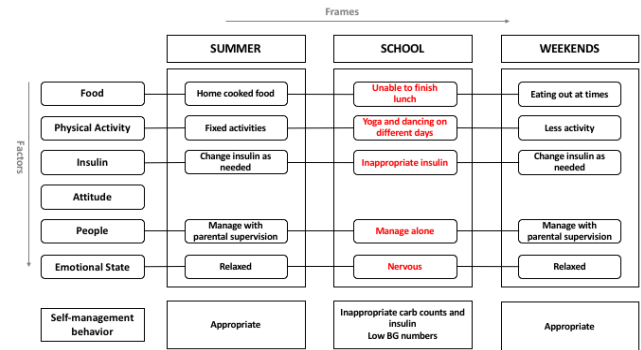 Frames
SUMMER
SCHOOL
WEEKENDS
Factors
Food
Home cooked food
Unable to finish
lunch
Eating out at times
Physical Activity
Fixed activities
Yoga and dancing on
different days
Less activity
Insulin
Change insulin as
needed
Inappropriate insulin
Change insulin as
needed
Attitude
People
Manage with
parental supervision
Manage alone
Manage with
parental supervision
Emotional State
Relaxed
Nervous
Relaxed
Self-management
behavior
Appropriate
Inappropriate carb counts and
insulin
Low BG numbers
Appropriate